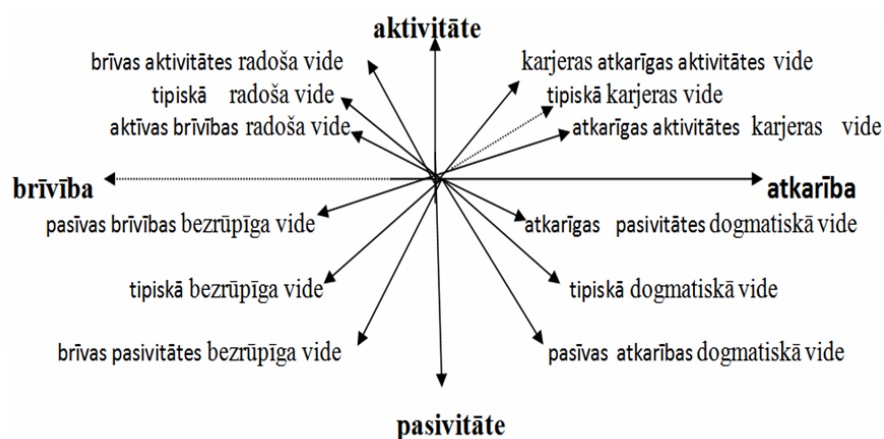 aktivitāte
brīvas aktivitātes radoša vide
karjeras atkarīgas aktivitātes vide
tipiskā radoša vide
tipiskā karjeras vide
aktīvas brīvības radoša vide
atkarīgas aktivitātes karjeras vide
brīvība
atkarība
pasīvas brīvības bezrūpīga vide
atkarīgas pasivitātes dogmatiskā vide
tipiskā bezrūpīga vide
tipiskā dogmatiskā vide
brīvas pasivitātes bezrūpīga vide
pasīvas atkarības dogmatiskā vide
pasivitāte